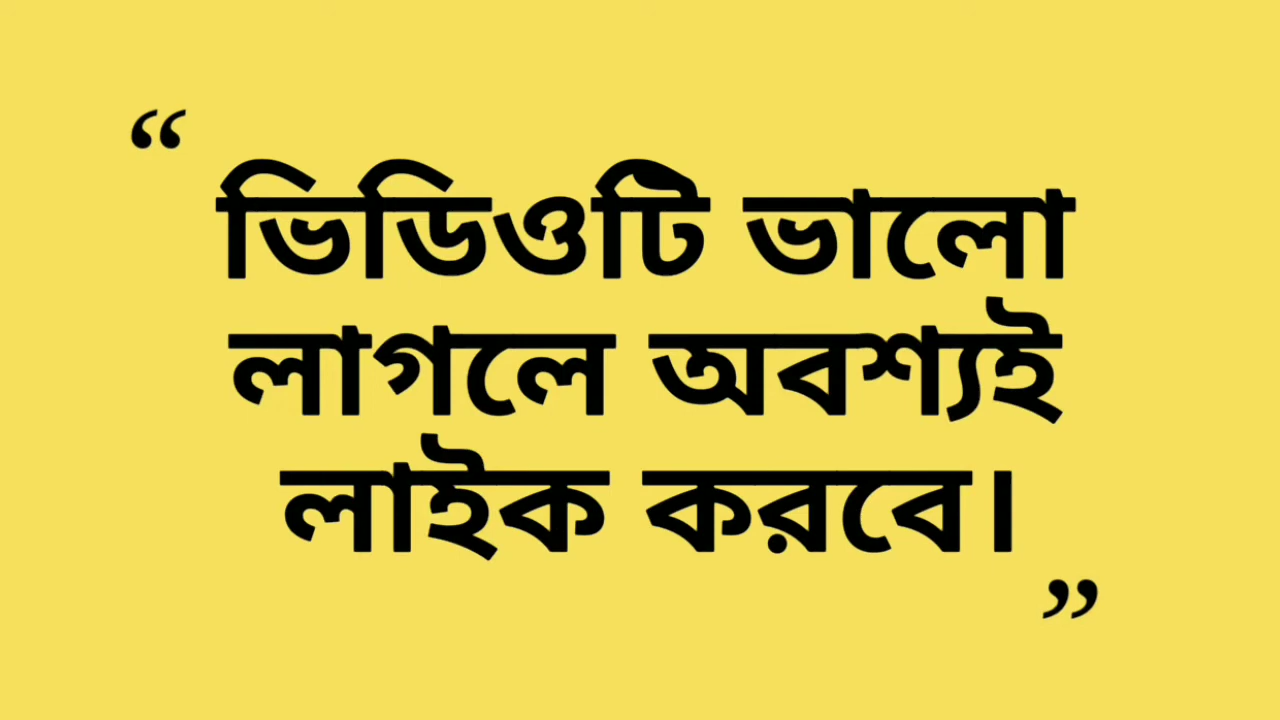 “
ভিডিওটি ভালো
লাগলে অবশ্যই
লাইক করবে।
”